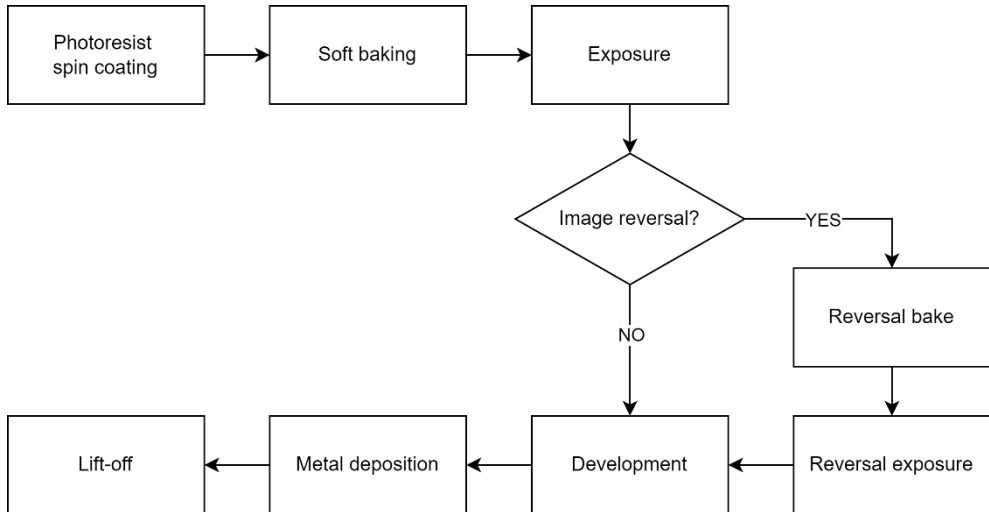 Photoresist
spin coating
Soft baking
Exposure
Image reversal?
YES
Reversal bake
NO
Lift-off
Metal deposition
Development
Reversal exposure